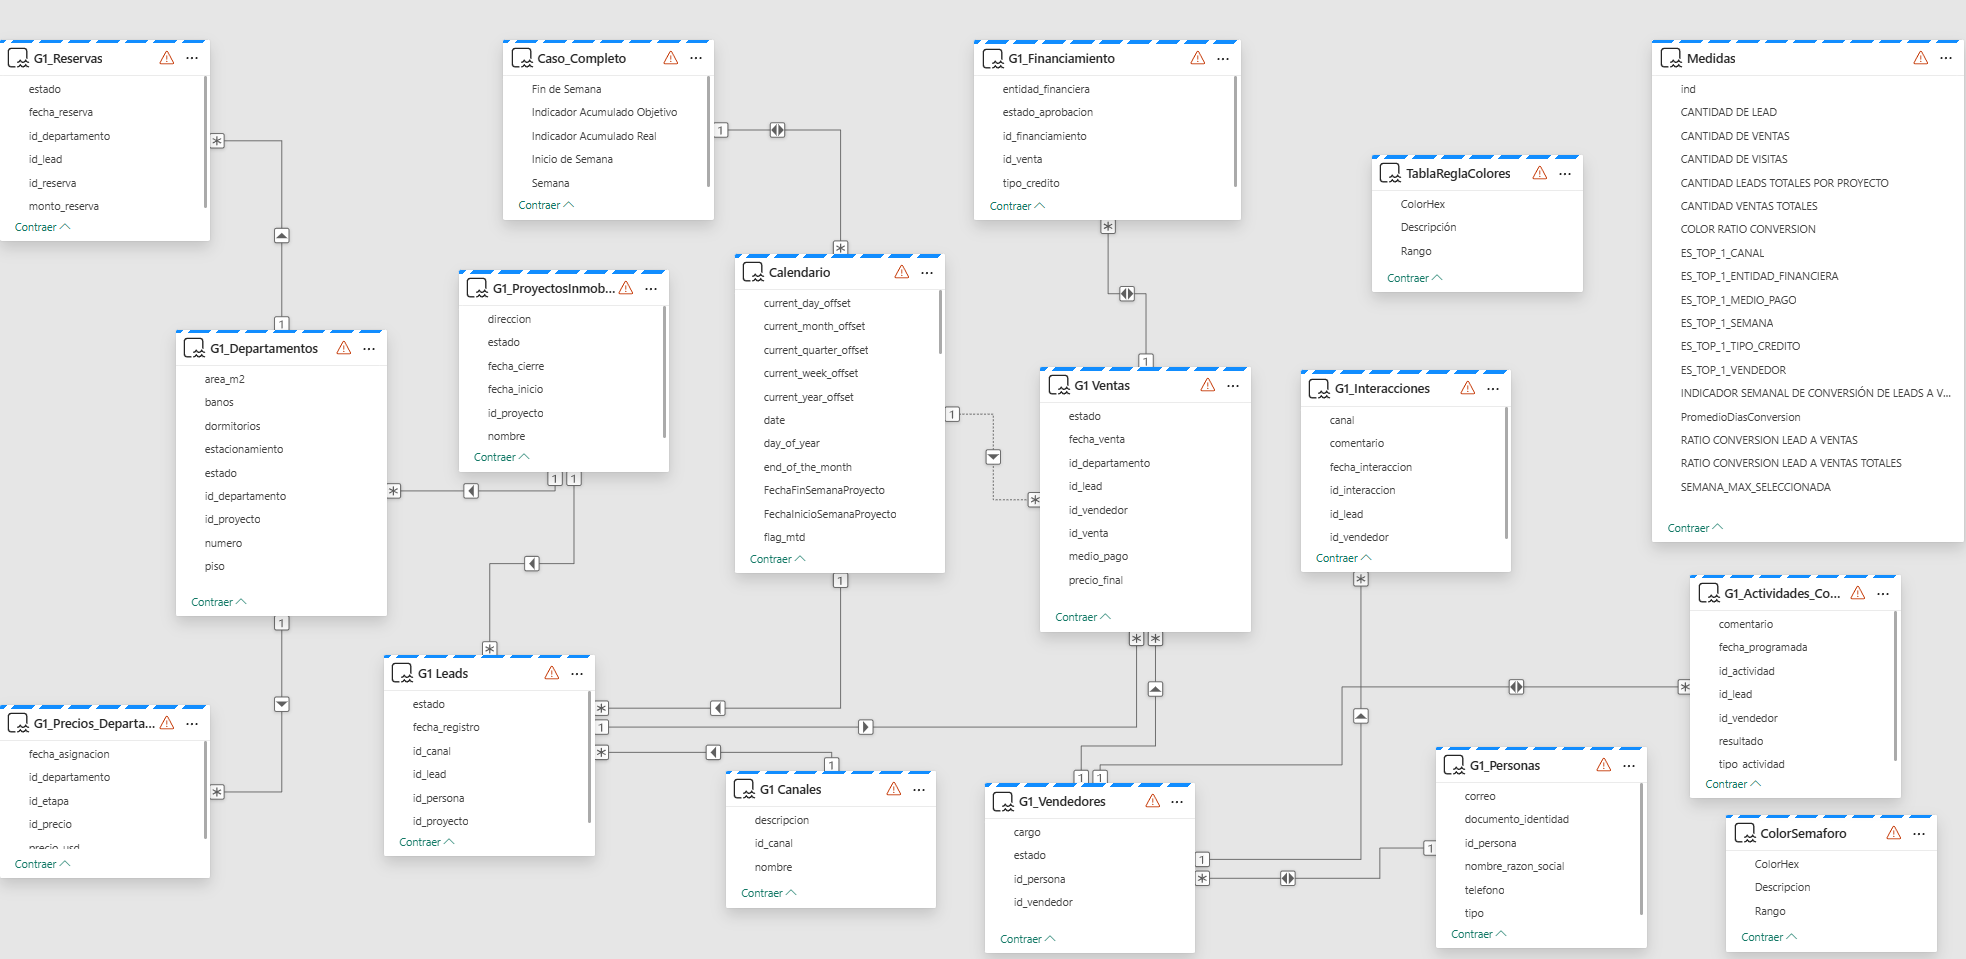 G1_Reservas
estado
fecha_reserva
id_departamento
id_lead
id_reserva
monto_reserva
Contraer
Caso_Completo
Fin de Semana
Indicador Acumulado Objetivo
Indicador Acumulado Real
Inicio de Semana
Semana
Contraer
G1_Financiamiento
entidad_financiera
estado_aprobacion
id_financiamiento
id_venta
tipo_credito
Contraer
TablaReglaColores
ColorHex
Descripción
Rango
Contraer
Medidas
ind
CANTIDAD DE LEAD
CANTIDAD DE VENTAS
CANTIDAD DE VISITAS
CANTIDAD LEADS TOTALES POR PROYECTO
CANTIDAD VENTAS TOTALES
COLOR RATIO CONVERSION
ES_TOP_1_CANAL
ES_TOP_1_ENTIDAD_FINANCIERA
ES_TOP_1_MEDIO_PAGO
ES_TOP_1_SEMANA
ES_TOP_1_TIPO_CREDITO
ES_TOP_1_VENDEDOR
INDICADOR SEMANAL DE CONVERSIÓN DE LEADS A V...
PromedioDiasConversion
RATIO CONVERSION LEAD A VENTAS
RATIO CONVERSION LEAD A VENTAS TOTALES
SEMANA_MAX_SELECCIONADA
Contraer
G1_Departamentos
area_m2
banos
dormitorios
estacionamiento
estado
id_departamento
id_proyecto
numero
piso
Contraer
G1_ProyectosInmob...
direccion
estado
fecha_cierre
fecha_inicio
id_proyecto
nombre
Contraer
Calendario
current_day_offset
current_month_offset
current_quarter_offset
current_week_offset
current_year_offset
date
day_of_year
end_of_the_month
FechaFinSemanaProyecto
FechaInicioSemanaProyecto
flag_mtd
Contraer
G1 Ventas
estado
fecha_venta
id_departamento
id_lead
id_vendedor
id_venta
medio_pago
precio_final
Contraer
G1_Interacciones
canal
comentario
fecha_interaccion
id_interaccion
id_lead
id_vendedor
Contraer
G1_Precios_Departa...
fecha_asignacion
id_departamento
id_etapa
id_precio
precio_usd
Contraer
G1 Leads
estado
fecha_registro
id_canal
id_lead
id_persona
id_proyecto
Contraer
G1 Canales
descripcion
id_canal
nombre
Contraer
G1_Vendedores
cargo
estado
id_persona
id_vendedor
Contraer
G1_Personas
correo
documento_identidad
id_persona
nombre_razon_social
telefono
tipo
Contraer
G1_Actividades_Co...
comentario
fecha_programada
id_actividad
id_lead
id_vendedor
resultado
tipo_actividad
Contraer
ColorSemaforo
ColorHex
Descripcion
Rango
Contraer